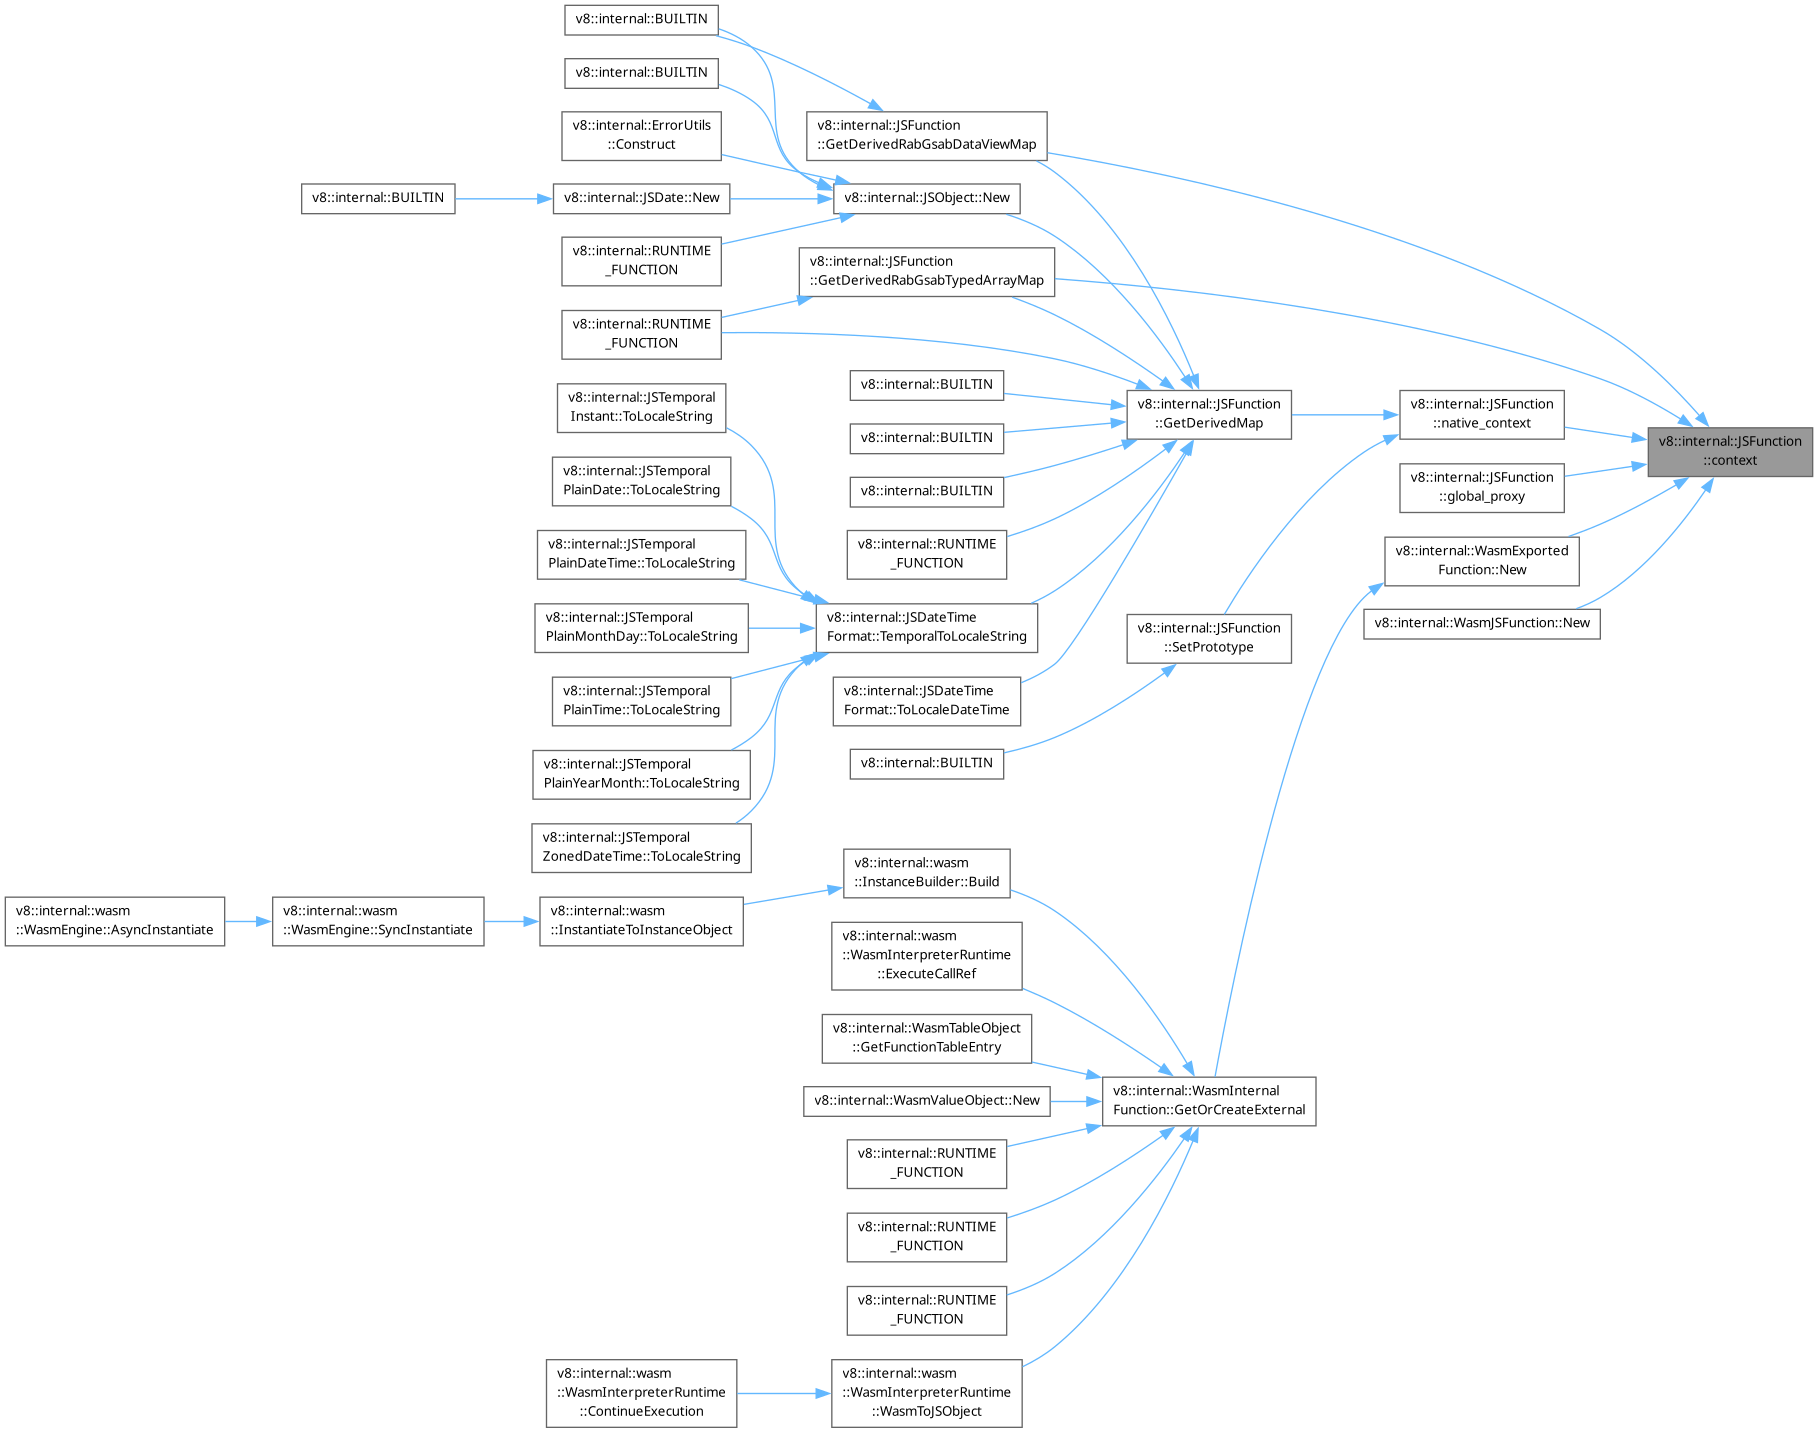 v8::internal::BUILTIN
v8::internal::BUILTIN
v8::internal::ErrorUtils
::Construct
v8::internal::JSFunction
::GetDerivedRabGsabDataViewMap
v8::internal::BUILTIN
v8::internal::JSDate::New
v8::internal::JSObject::New
v8::internal::RUNTIME
_FUNCTION
v8::internal::JSFunction
::GetDerivedRabGsabTypedArrayMap
v8::internal::RUNTIME
_FUNCTION
v8::internal::JSTemporal
Instant::ToLocaleString
v8::internal::BUILTIN
v8::internal::BUILTIN
v8::internal::BUILTIN
v8::internal::RUNTIME
_FUNCTION
v8::internal::JSFunction
::GetDerivedMap
v8::internal::JSFunction
::native_context
v8::internal::JSFunction
::context
v8::internal::JSFunction
::global_proxy
v8::internal::WasmExported
Function::New
v8::internal::WasmJSFunction::New
v8::internal::JSTemporal
PlainDate::ToLocaleString
v8::internal::JSTemporal
PlainDateTime::ToLocaleString
v8::internal::JSTemporal
PlainMonthDay::ToLocaleString
v8::internal::JSDateTime
Format::TemporalToLocaleString
v8::internal::JSFunction
::SetPrototype
v8::internal::JSTemporal
PlainTime::ToLocaleString
v8::internal::JSDateTime
Format::ToLocaleDateTime
v8::internal::JSTemporal
PlainYearMonth::ToLocaleString
v8::internal::BUILTIN
v8::internal::JSTemporal
ZonedDateTime::ToLocaleString
v8::internal::wasm
::InstanceBuilder::Build
v8::internal::wasm
::WasmEngine::AsyncInstantiate
v8::internal::wasm
::WasmEngine::SyncInstantiate
v8::internal::wasm
::InstantiateToInstanceObject
v8::internal::wasm
::WasmInterpreterRuntime
::ExecuteCallRef
v8::internal::WasmTableObject
::GetFunctionTableEntry
v8::internal::WasmValueObject::New
v8::internal::WasmInternal
Function::GetOrCreateExternal
v8::internal::RUNTIME
_FUNCTION
v8::internal::RUNTIME
_FUNCTION
v8::internal::RUNTIME
_FUNCTION
v8::internal::wasm
::WasmInterpreterRuntime
::ContinueExecution
v8::internal::wasm
::WasmInterpreterRuntime
::WasmToJSObject